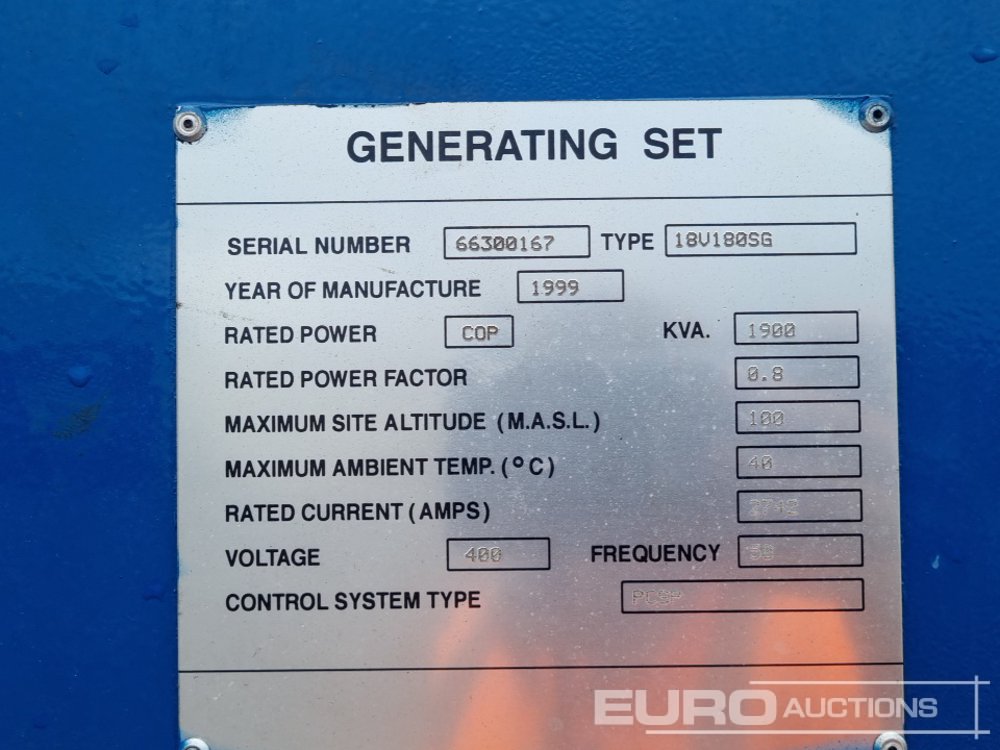 GENERATING SET
SERIAL NUMBER 66300167 TYPE 18V180SG
YEAR OF MANUFACTURE 1999
RATED POWER COP KVA. 1900
RATED POWER FACTOR 0.8
MAXIMUM SITE ALTITUDE (M.A.S.L.) 100
MAXIMUM AMBIENT TEMP. (°C) 40
RATED CURRENT (AMPS) 2742
VOLTAGE 400 FREQUENCY 50
CONTROL SYSTEM TYPE
EURO AUCTIONS